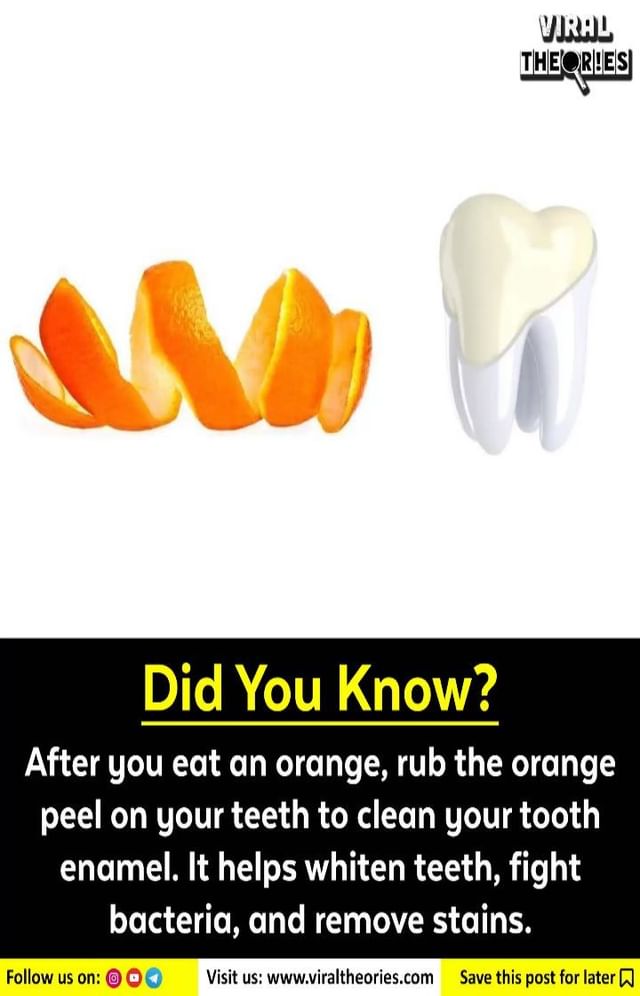 VIRAL
THEORIES
Did You Know?
After you eat an orange, rub the orange
peel on your teeth to clean your tooth
enamel. It helps whiten teeth, fight
bacteria, and remove stains.
Follow us on: Visit us: www.viraltheories.com Save this post for later